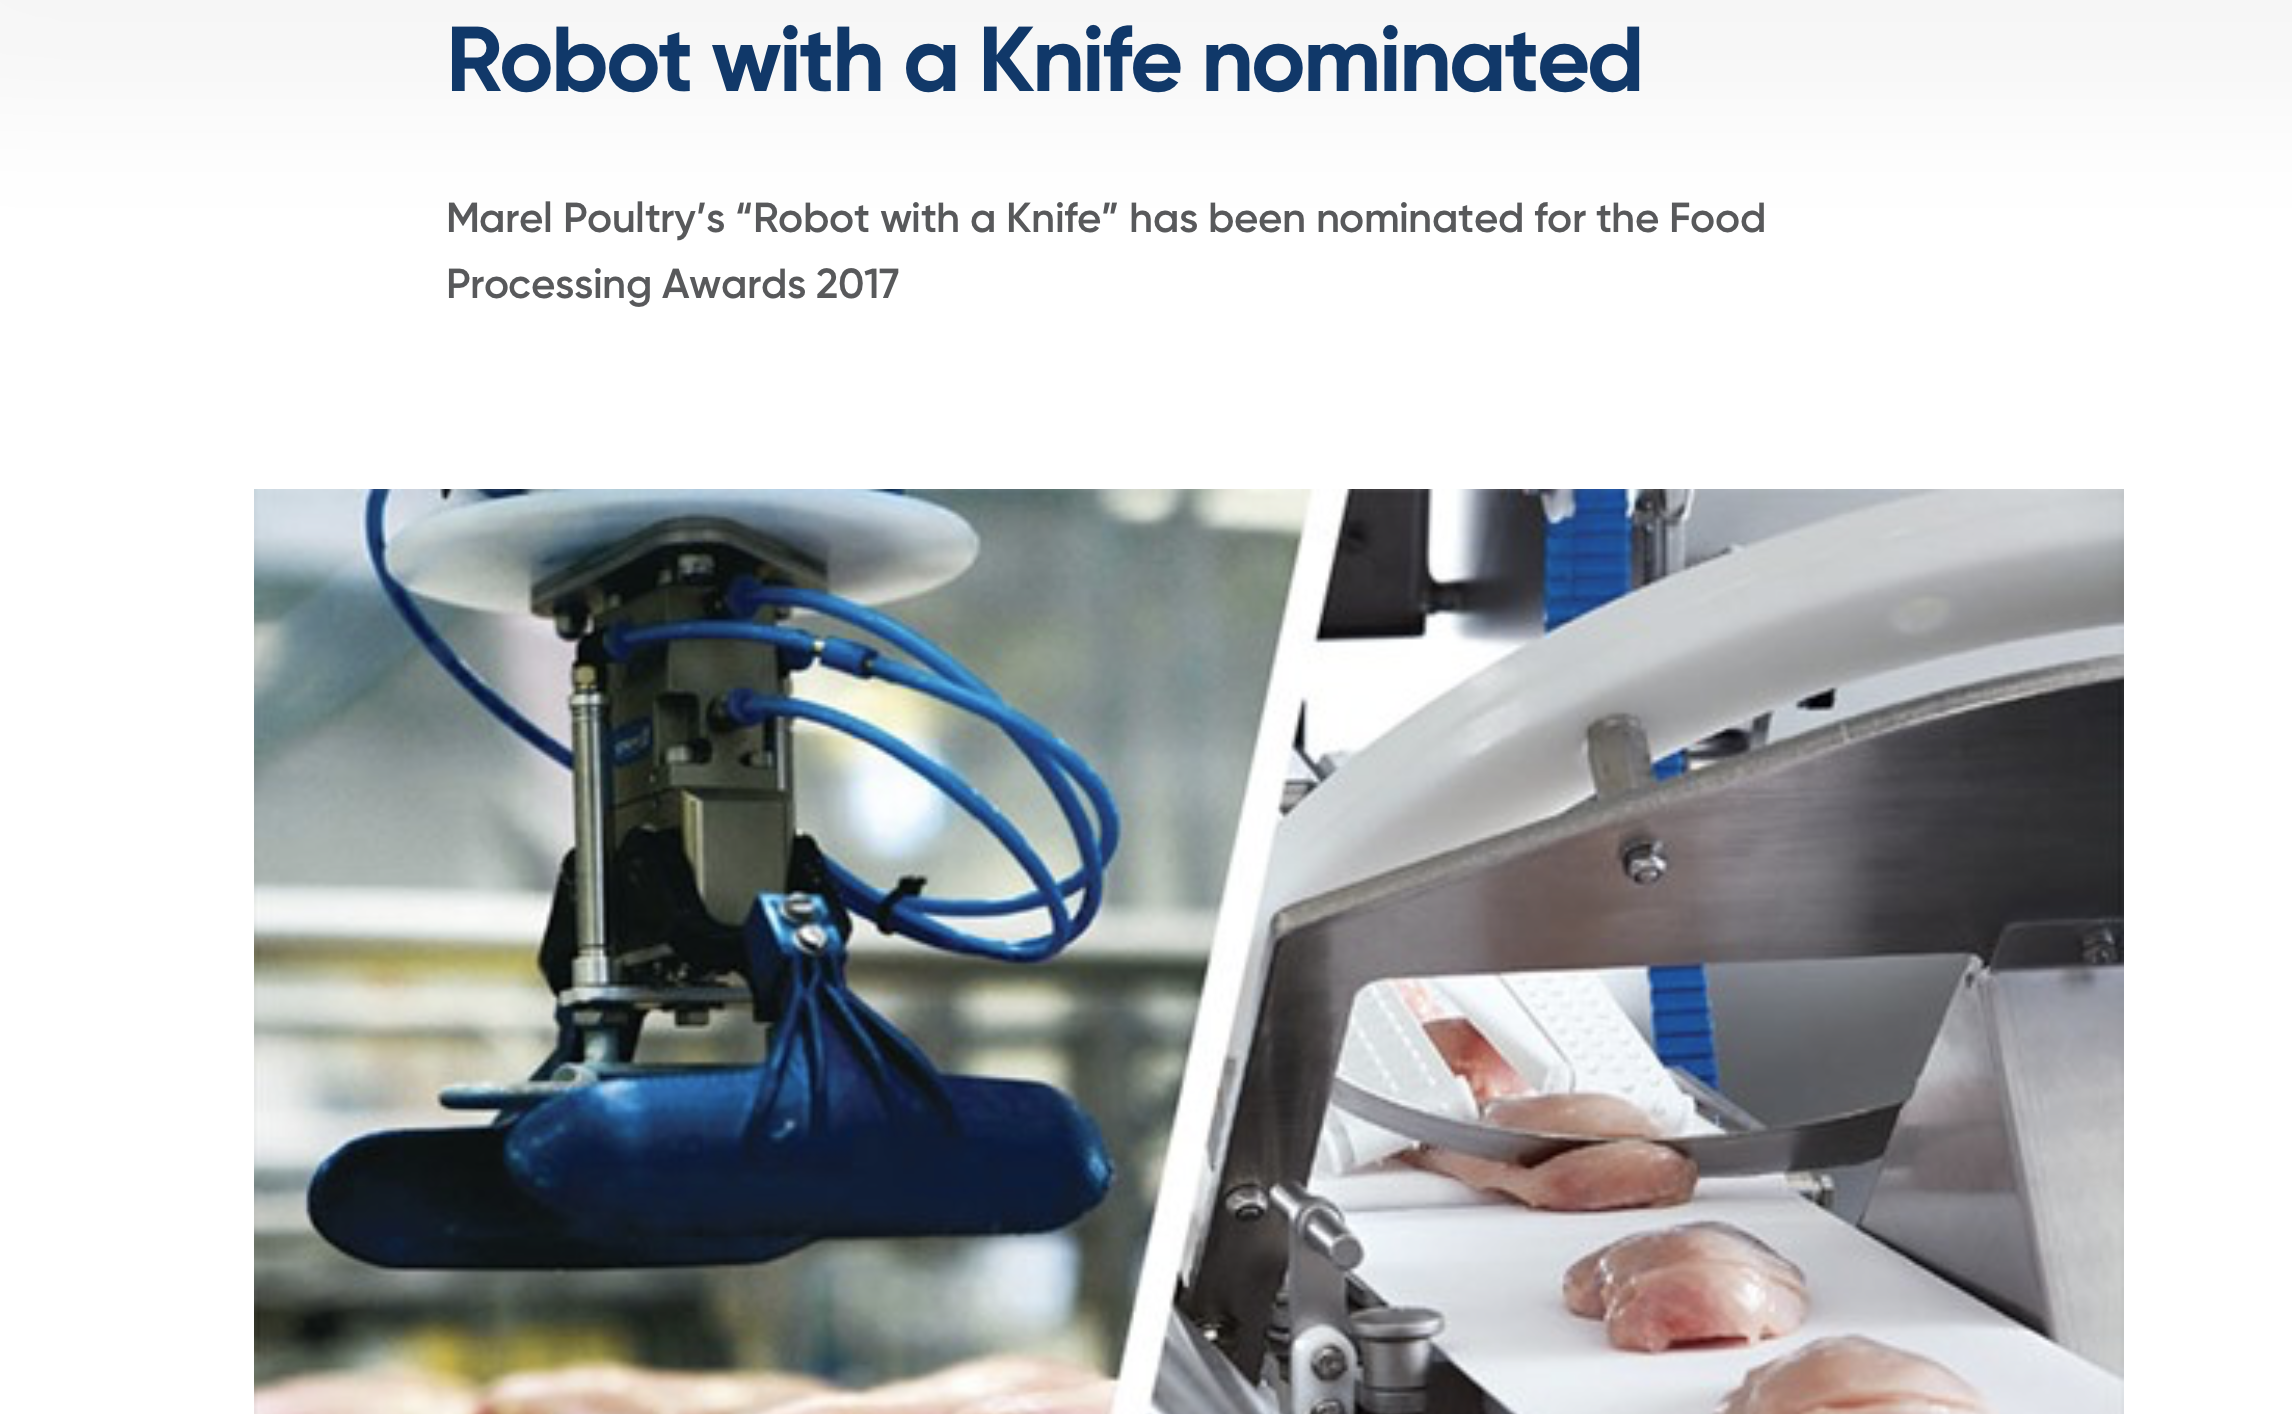 Robot with a Knife nominated
Marel Poultry’s “Robot with a Knife” has been nominated for the Food
Processing Awards 2017